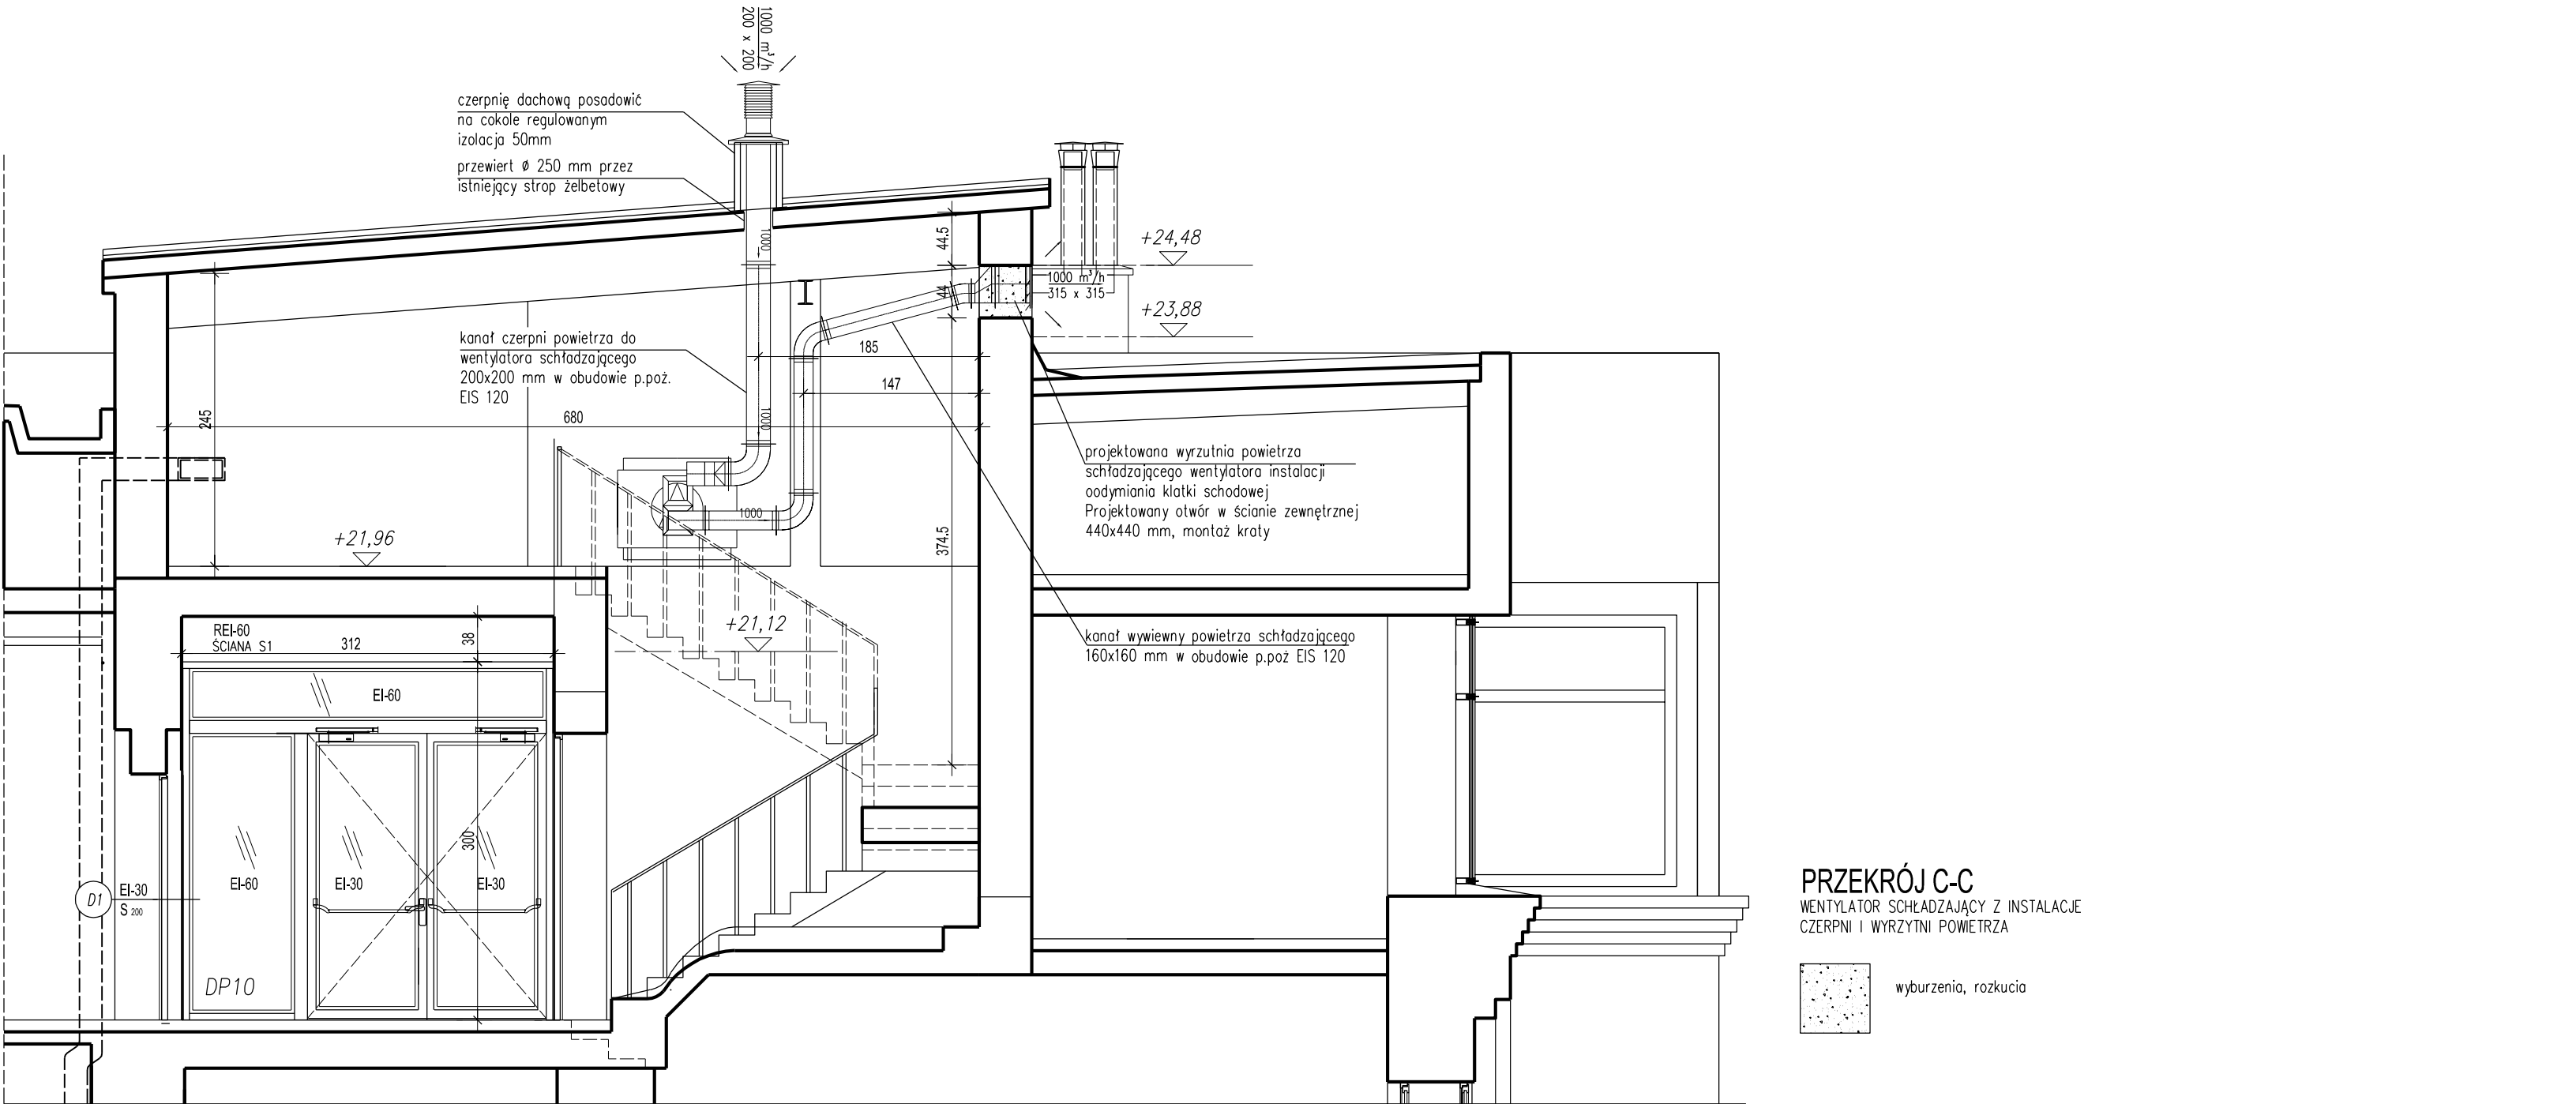 1000 m³/h
200 x 200
czerpnię dachową posadowić
na cokole regulowanym
izolacja 50mm
przewiert ø 250 mm przez
istniejący strop żelbetowy
1000
44.5
+24,48
1000 m³/h
315 x 315
44
+23,88
kanał czerpni powietrza do
wentylatora schładzającego
200x200 mm w obudowie p.poż.
EIS 120
185
147
245
680
1000
projektowana wyrzutnia powietrza
schładzającego wentylatora instalacji
oodymiania klatki schodowej
Projektowany otwór w ścianie zewnętrznej
440x440 mm, montaż kraty
1000
374.5
+21,96
+21,12
kanał wywiewny powietrza schładzającego
160x160 mm w obudowie p.poż EIS 120
REI-60
ŚCIANA S1
312
38
EI-60
300
EI-60
EI-30
EI-30
D1
EI-30
S 200
DP10
PRZEKRÓJ C-C
WENTYLATOR SCHŁADZAJĄCY Z INSTALACJE
CZERPNI I WYRZYTNI POWIETRZA
wyburzenia, rozkucia